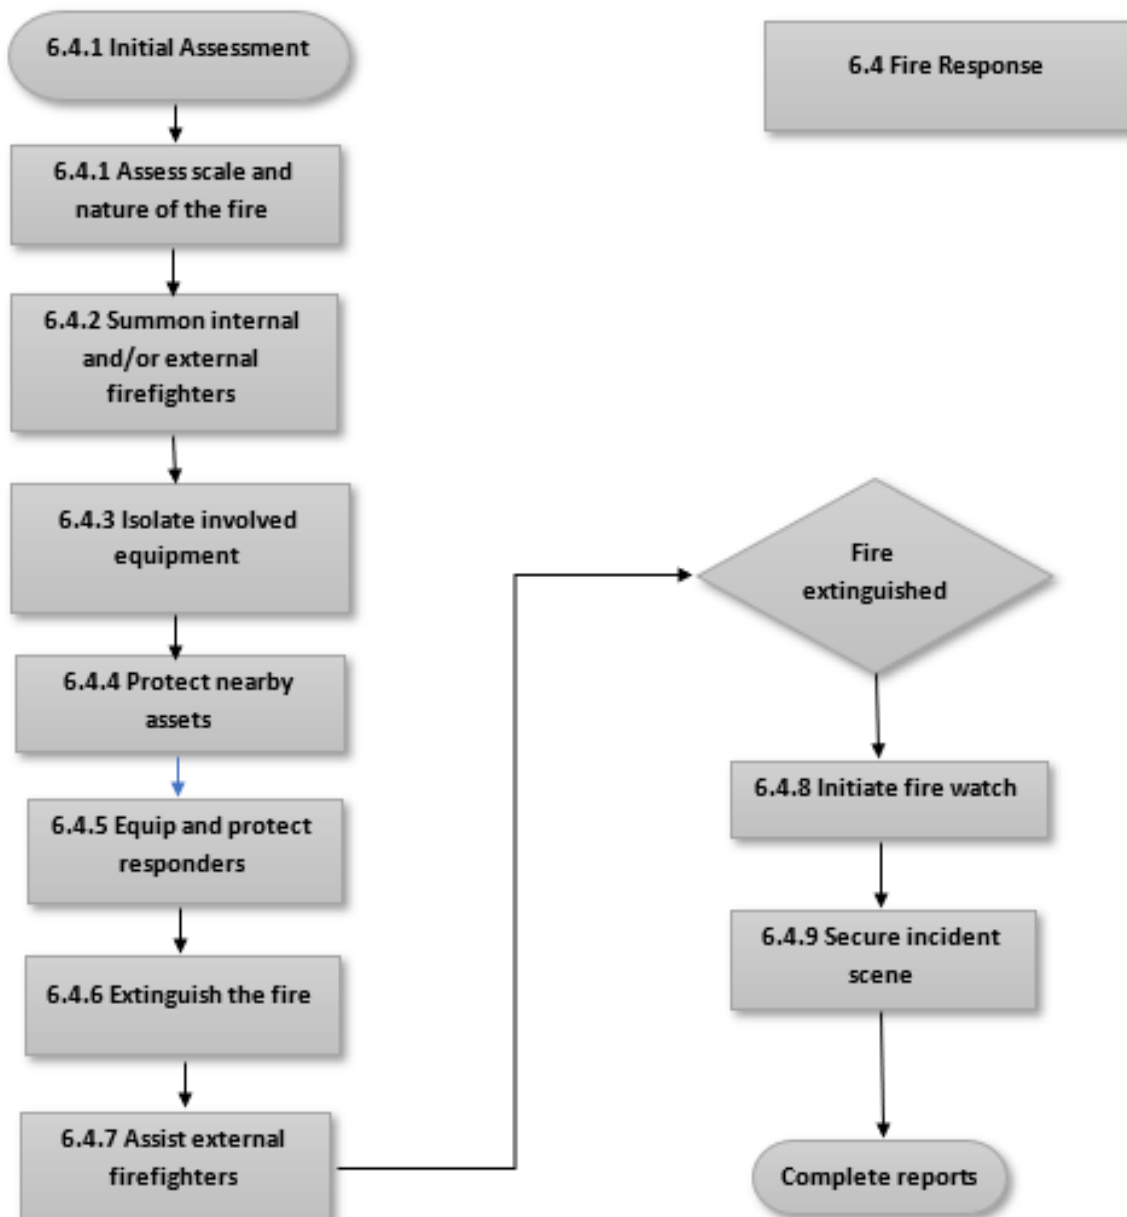 6.4.1 Initial Assessment
6.4 Fire Response
6.4.1 Assess scale and
nature of the fire
6.4.2 Summon internal
and/or external
firefighters
6.4.3 Isolate involved
equipment
6.4.4 Protect nearby
assets
6.4.5 Equip and protect
responders
6.4.6 Extinguish the fire
6.4.7 Assist external
firefighters
Fire
extinguished
6.4.8 Initiate fire watch
6.4.9 Secure incident
scene
Complete reports